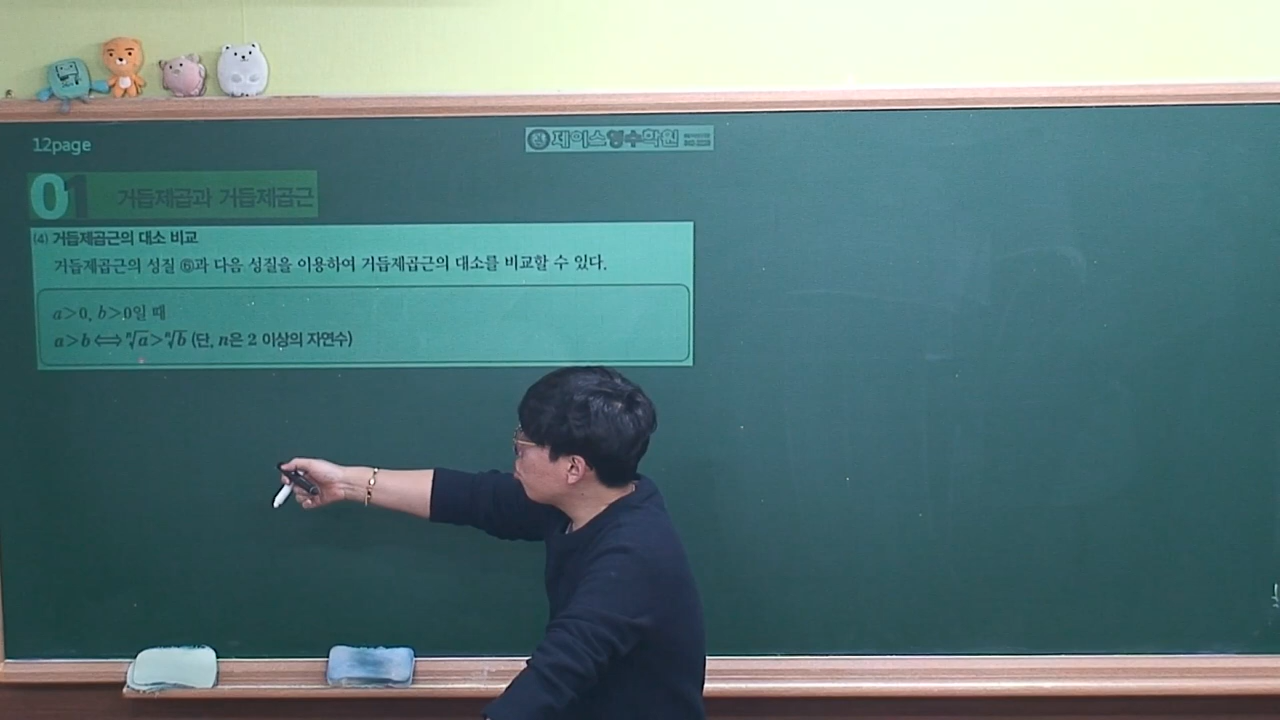 12page
제이스영수학원
01 거듭제곱과 거듭제곱근
(4) 거듭제곱근의 대소 비교
거듭제곱근의 성질 ⑥과 다음 성질을 이용하여 거듭제곱근의 대소를 비교할 수 있다.
a>0, b>0일 때
a>b⟺ⁿ√a>ⁿ√b (단, n은 2 이상의 자연수)